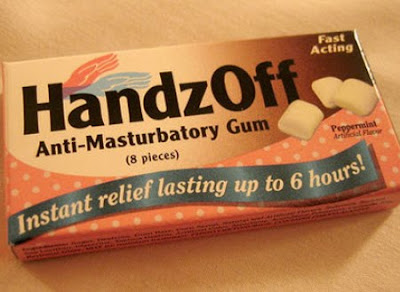 Fast
Acting
HandzOff
Anti-Masturbatory Gum
(8 pieces)
Peppermint
Artificial Flavor
Instant relief lasting up to 6 hours!